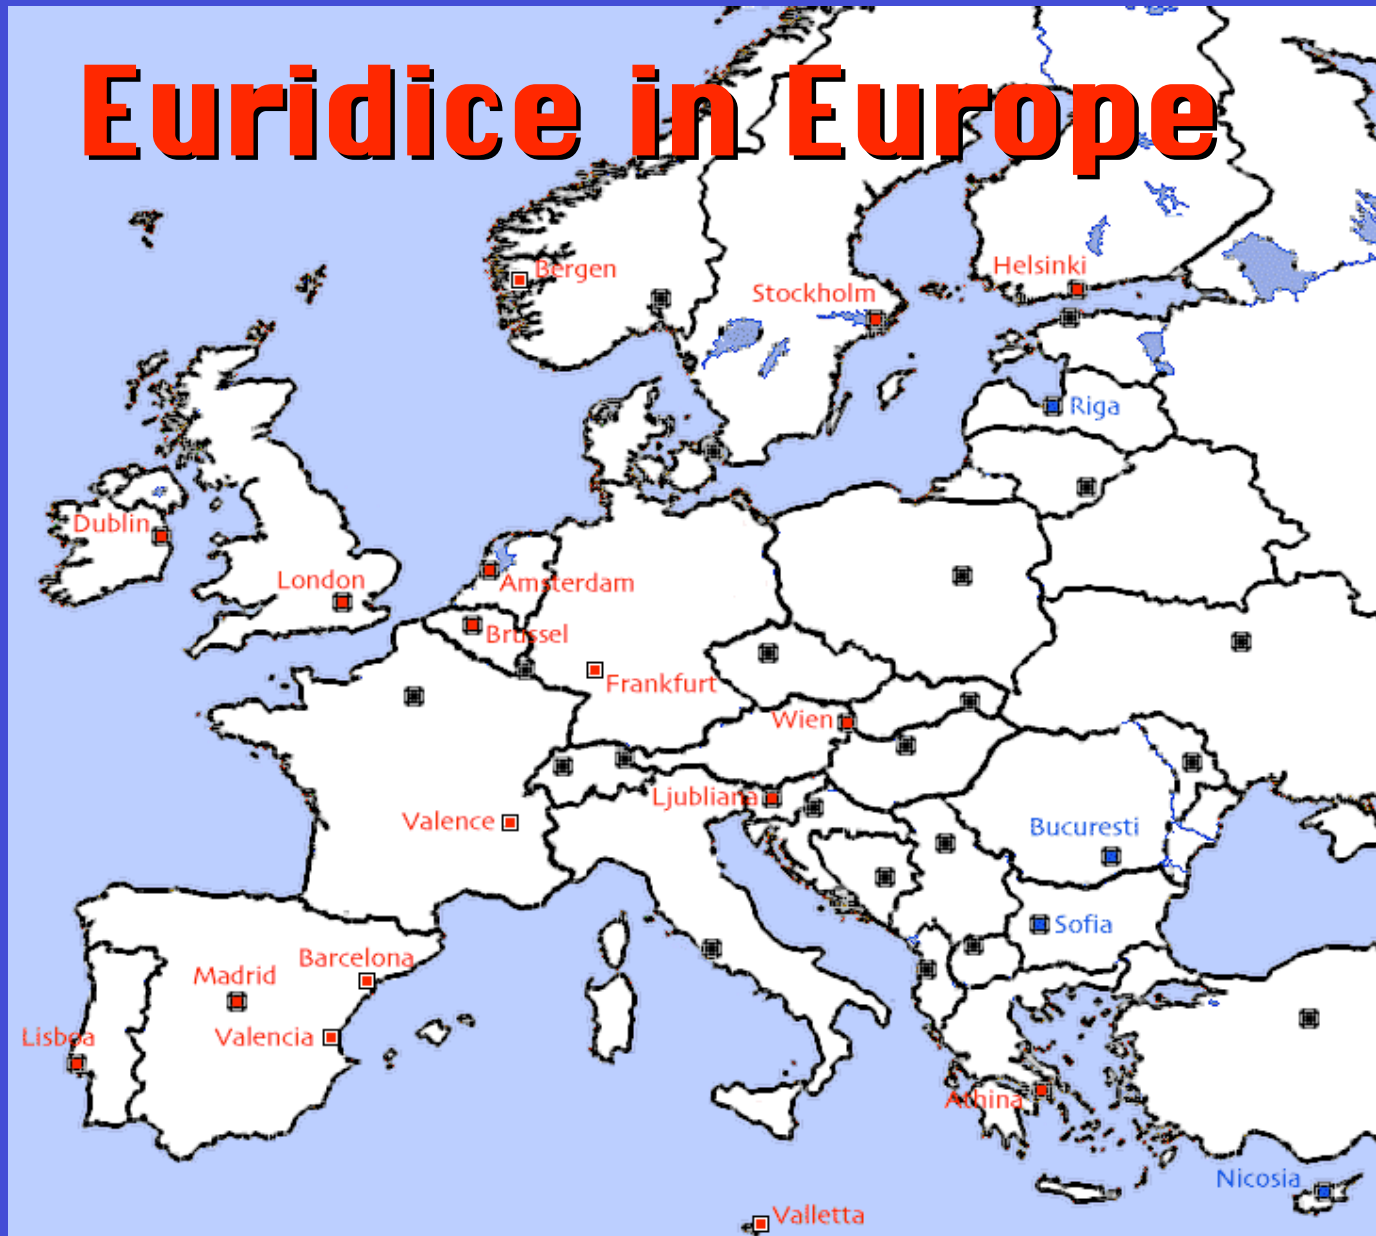 Euridice in Europe
Bergen
Helsinki
Stockholm
Riga
Dublin
London
Amsterdam
Brussel
Frankfurt
Wien
Ljubliana
Valence
Bucuresti
Sofia
Barcelona
Madrid
Lisboa
Valencia
Athina
Nicosia
Valletta